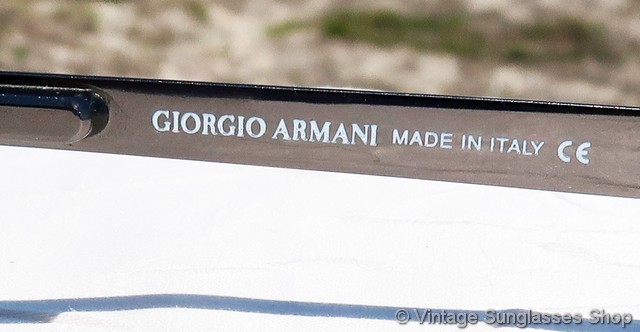 GIORGIO ARMANI MADE IN ITALY CE
© Vintage Sunglasses Shop